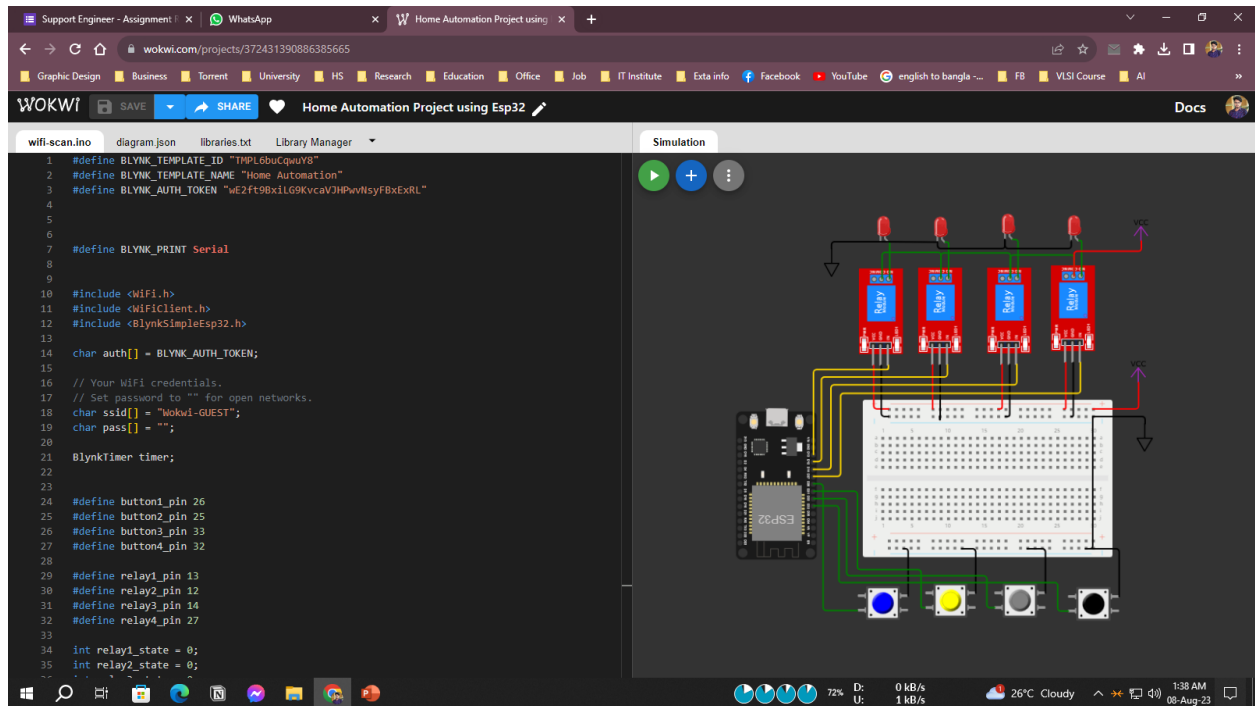 Support Engineer - Assignment
WhatsApp
Home Automation Project using
wokwi.com/projects/372431390886385665
Graphic Design
Business
Torrent
University
HS
Research
Education
Office
Job
IT Institute
Exta info
Facebook
YouTube
english to bangla -...
FB
VLSI Course
AI
»
WOKWI
SAVE
SHARE
Home Automation Project using Esp32
Docs
wifi-scan.ino
diagram.json
libraries.txt
Library Manager
Simulation
1 #define BLYNK_TEMPLATE_ID "TMPL6buCqwuY8"
2 #define BLYNK_TEMPLATE_NAME "Home Automation"
3 #define BLYNK_AUTH_TOKEN "wE2ft9BxiLG9KvcaVJHPwvNsyFBxExRL"
4
5
6
7 #define BLYNK_PRINT Serial
8
9
10 #include <WiFi.h>
11 #include <WiFiClient.h>
12 #include <BlynkSimpleEsp32.h>
13
14 char auth[] = BLYNK_AUTH_TOKEN;
15
16 // Your WiFi credentials.
17 // Set password to "" for open networks.
18 char ssid[] = "Wokwi-GUEST";
19 char pass[] = "";
20
21 BlynkTimer timer;
22
23
24 #define button1_pin 26
25 #define button2_pin 25
26 #define button3_pin 33
27 #define button4_pin 32
28
29 #define relay1_pin 13
30 #define relay2_pin 12
31 #define relay3_pin 14
32 #define relay4_pin 27
33
34 int relay1_state = 0;
35 int relay2_state = 0;
VCC
Relay
Relay
Relay
Relay
VCC
ESP32
72%
D: 0 kB/s
U: 1 kB/s
26°C Cloudy
1:38 AM
08-Aug-23